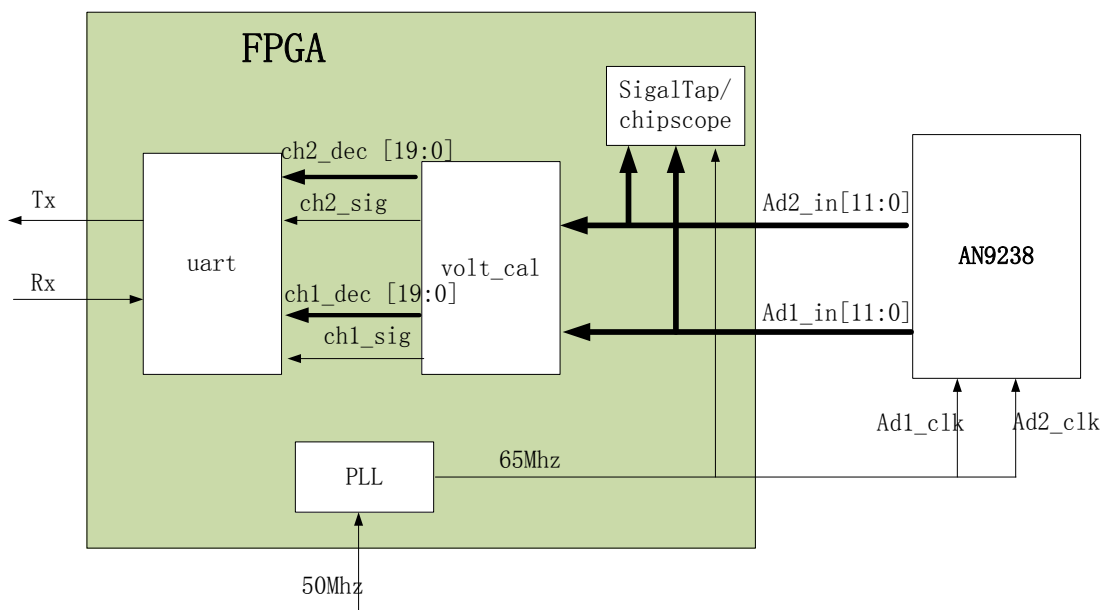 FPGA
SigalTap/
chipscope
ch2_dec [19:0]
Tx
ch2_sig
Ad2_in[11:0]
uart
volt_cal
AN9238
Rx
ch1_dec [19:0]
Ad1_in[11:0]
ch1_sig
Ad1_clk
Ad2_clk
65Mhz
PLL
50Mhz